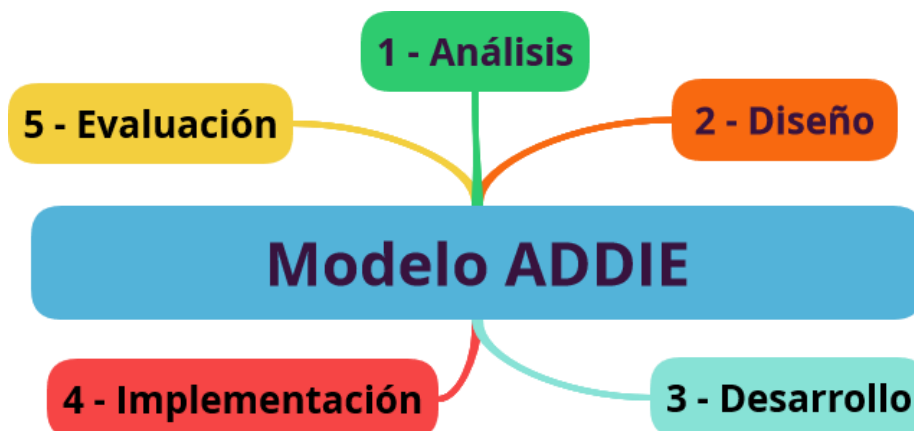 1 - Análisis
5 - Evaluación
2 - Diseño
Modelo ADDIE
4 - Implementación
3 - Desarrollo